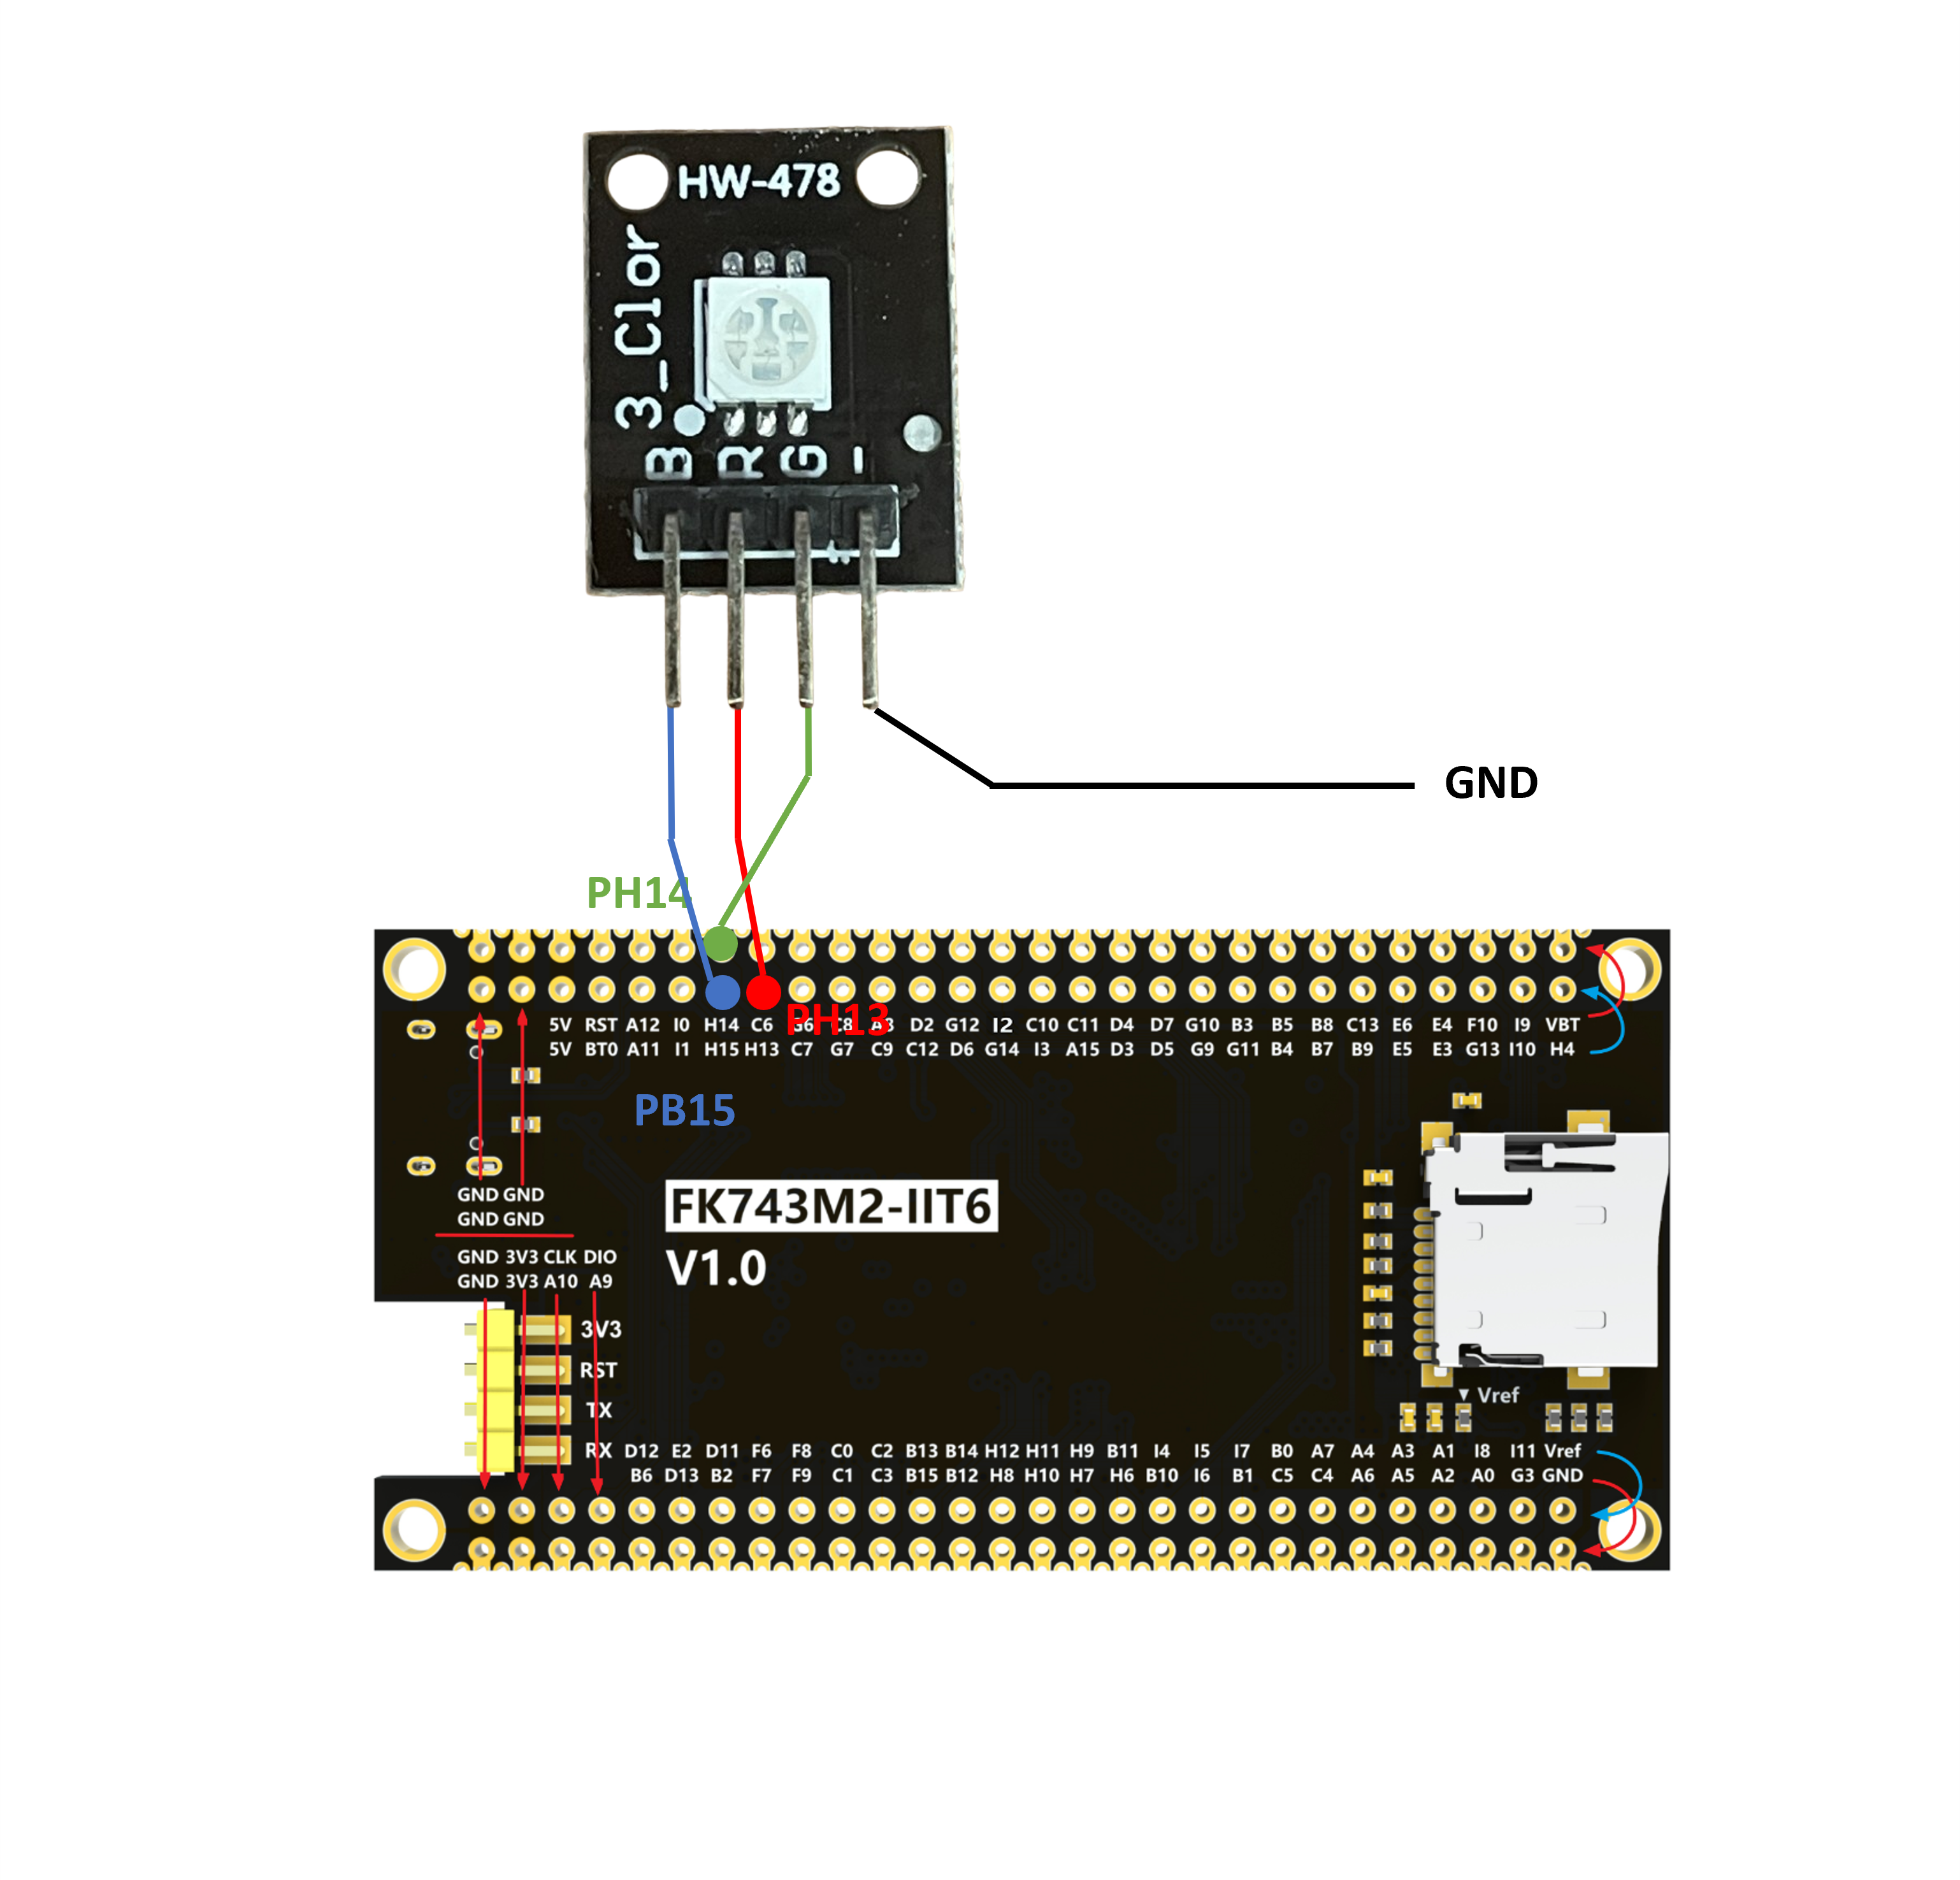 HW-478
3_Clor
B R G -
GND
PH14
PH13
5V RST A12 I0 H14 C6 G6 C8 A8 D2 G12 I2 C10 C11 D4 D7 G10 B3 B5 B8 C13 E6 E4 F10 I9 VBT
5V BT0 A11 I1 H15 H13 C7 G7 C9 C12 D6 G14 I3 A15 D3 D5 G9 G11 B4 B7 B9 E5 E3 G13 I10 H4
PB15
GND GND
GND GND
FK743M2-IIT6
V1.0
GND 3V3 CLK DIO
GND 3V3 A10 A9
3V3
RST
TX
RX
Vref
D12 E2 D11 F6 F8 C0 C2 B13 B14 H12 H11 H9 B11 I4 I5 I7 B0 A7 A4 A3 A1 I8 I11 Vref
B6 D13 B2 F7 F9 C1 C3 B15 B12 H8 H10 H7 H6 B10 I6 B1 C5 C4 A6 A5 A2 A0 G3 GND